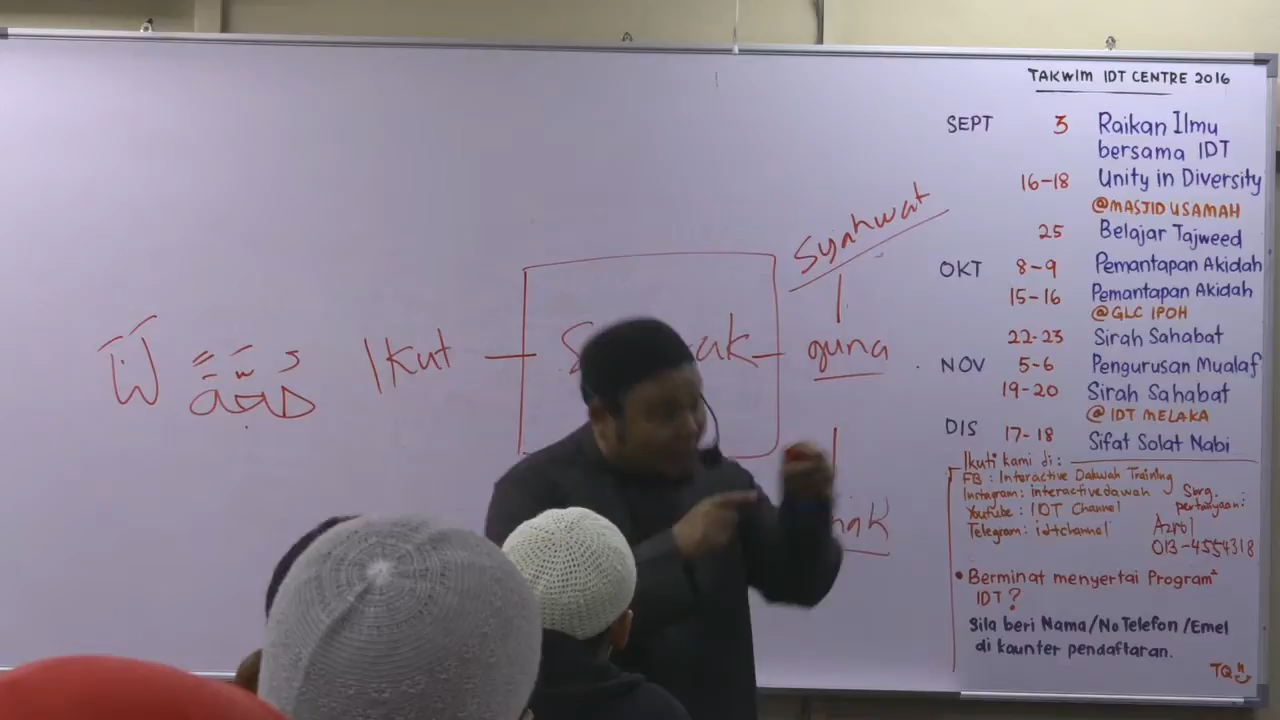 TAKWIM IDT CENTRE 2016
SEPT 3 Raikan Ilmu
bersama IDT
16-18 Unity in Diversity
@MASJID USAMAH
25 Belajar Tajweed
OKT 8-9 Pemantapan Akidah
15-16 Pemantapan Akidah
@GLC IPOH
22-23 Sirah Sahabat
NOV 5-6 Pengurusan Mualaf
19-20 Sirah Sahabat
@IDT MELAKA
DIS 17-18 Sifat Solat Nabi
Ikuti kami di:
FB: Interactive Dakwah Training
Instagram: interactivedawah
Youtube: IDT Channel
Telegram: idtchannel
Sbrg. pertanyaan:
Azrol
013-4554318
• Berminat menyertai Program²
IDT?
Sila beri Nama/No Telefon/Emel
di kaunter pendaftaran.
TQ
Syahwat
Ikut
guna